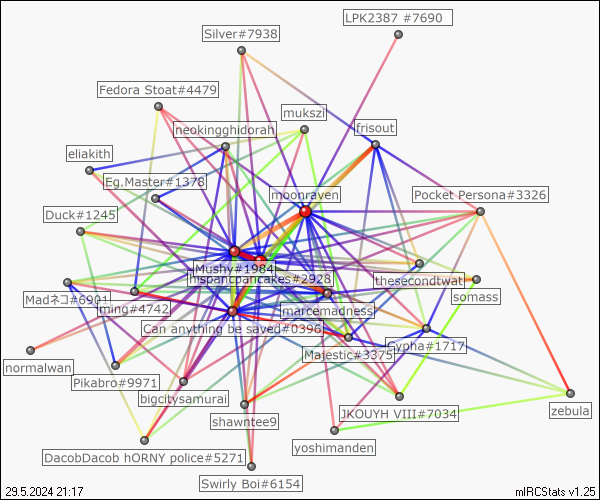 LPK2387 #7690
Silver#7938
Fedora Stoat#4479
mukszi
neokingghidorah
frisout
eliakith
Eg.Master#1378
moonraven
Pocket Persona#3326
Duck#1245
Mushy#1984
hispancpancakes#2928
thesecondtwat
somass
Madネコ#6901
ming#4742
marcemadness
Can anything be saved#0396
Cypha#1717
Majestic#3375
normalwan
Pikabro#9971
bigcitysamurai
JKOUYH VIII#7034
zebula
shawntee9
yoshimanden
DacobDacob hORNY police#5271
Swirly Boi#6154
29.5.2024 21:17
mIRCStats v1.25